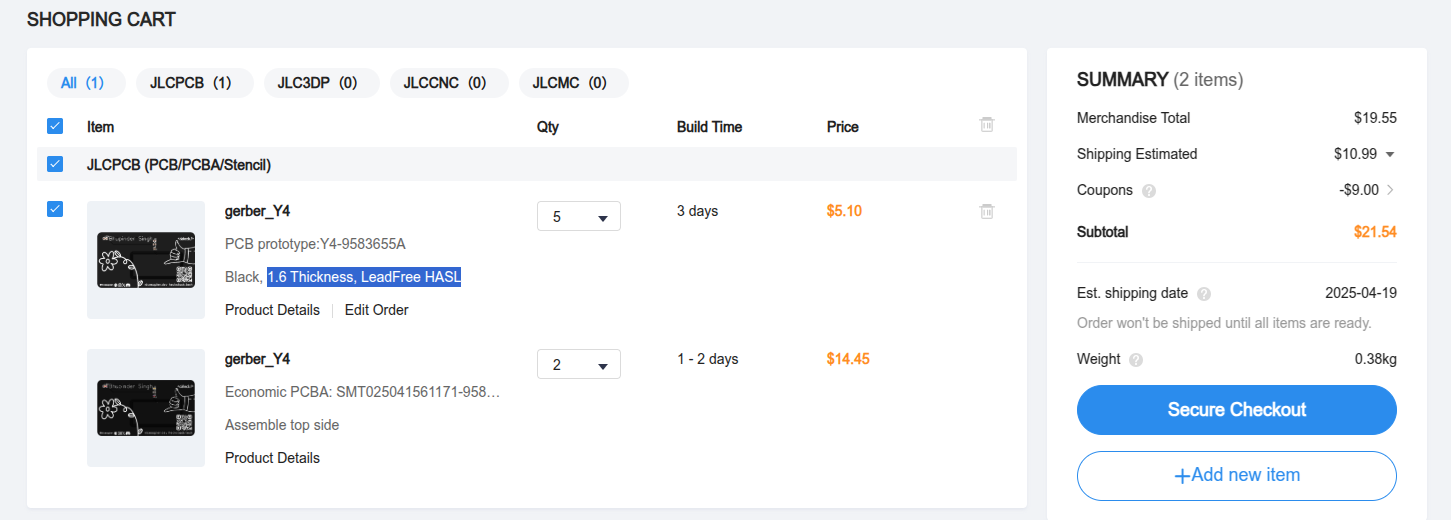 SHOPPING CART
All (1) JLCPCB (1) JLC3DP (0) JLCCNC (0) JLCMC (0)
Item Qty Build Time Price
JLCPCB (PCB/PCBA/Stencil)
gerber_Y4 5 3 days $5.10
PCB prototype:Y4-9583655A
Black, 1.6 Thickness, LeadFree HASL
Product Details Edit Order
gerber_Y4 2 1 - 2 days $14.45
Economic PCBA: SMT025041561171-958…
Assemble top side
Product Details
Bhupinder Singh
SUMMARY (2 items)
Merchandise Total $19.55
Shipping Estimated $10.99
Coupons ? -$9.00
Subtotal $21.54
Est. shipping date ? 2025-04-19
Order won't be shipped until all items are ready.
Weight ? 0.38kg
Secure Checkout
+Add new item